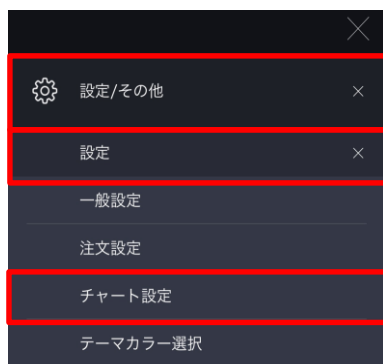 設定/その他
設定
一般設定
注文設定
チャート設定
テーマカラー選択